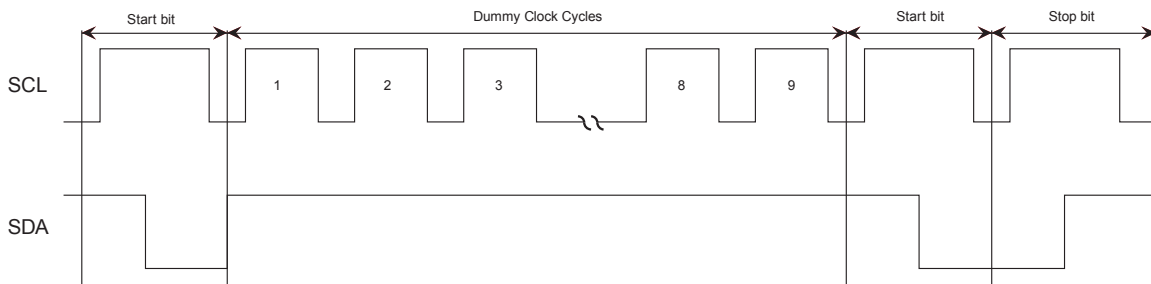 Start bit
Dummy Clock Cycles
Start bit
Stop bit
SCL
1
2
3
8
9
SDA